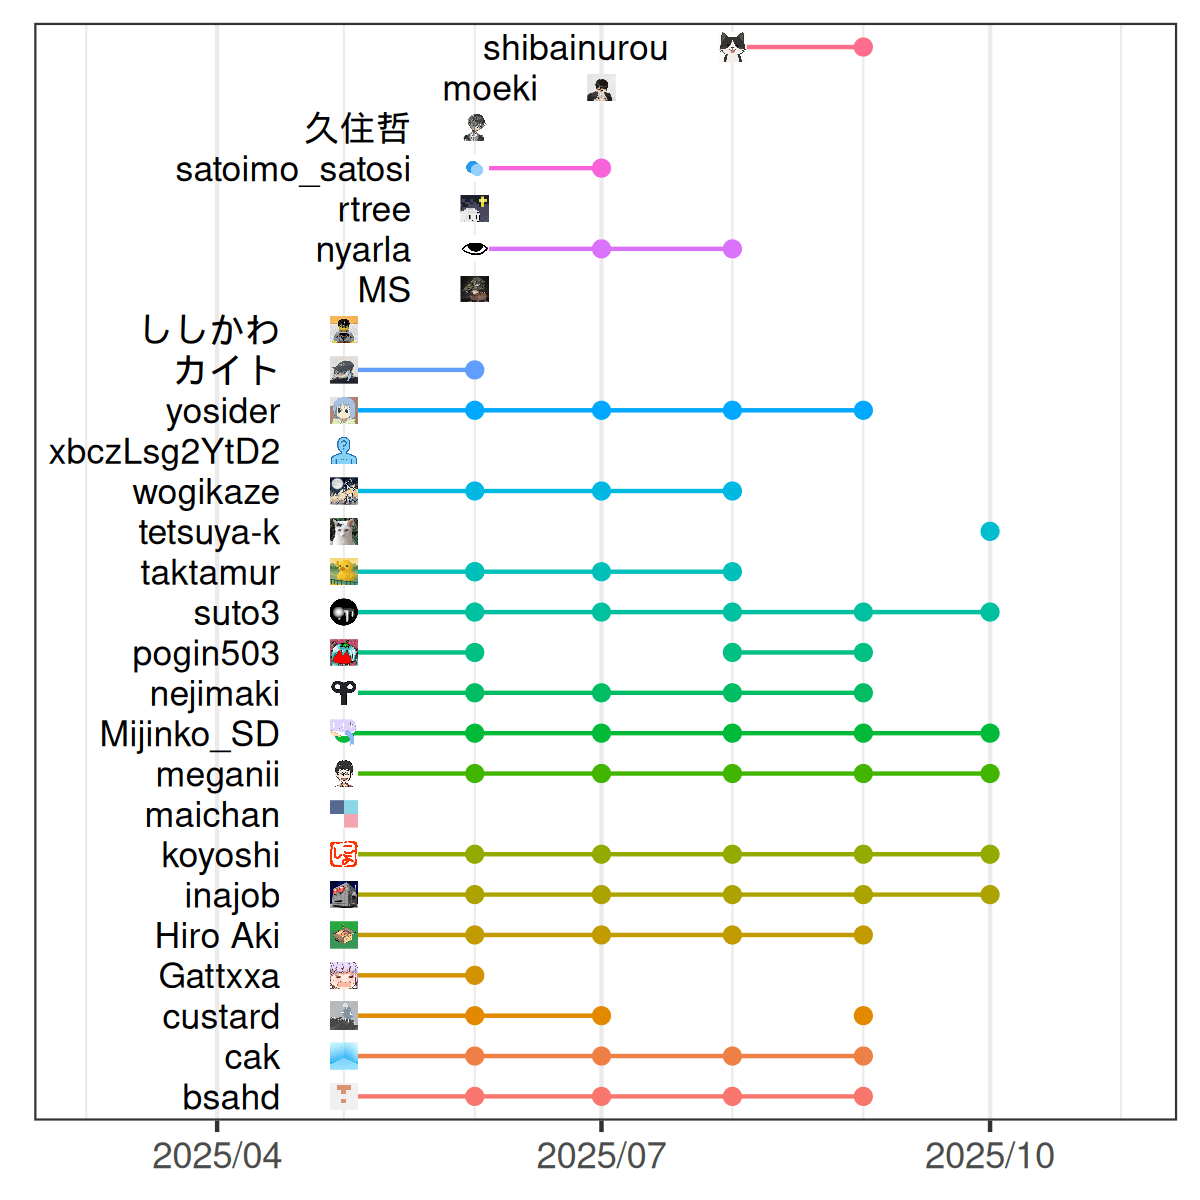 shibainurou
moeki
久住哲
satoimo_satosi
rtree
nyarla
MS
ししかわ
カイト
yosider
xbczLsg2YtD2
wogikaze
tetsuya-k
taktamur
suto3
pogin503
nejimaki
Mijinko_SD
meganii
maichan
koyoshi
inajob
Hiro Aki
Gattxxa
custard
cak
bsahd
2025/04 2025/07 2025/10